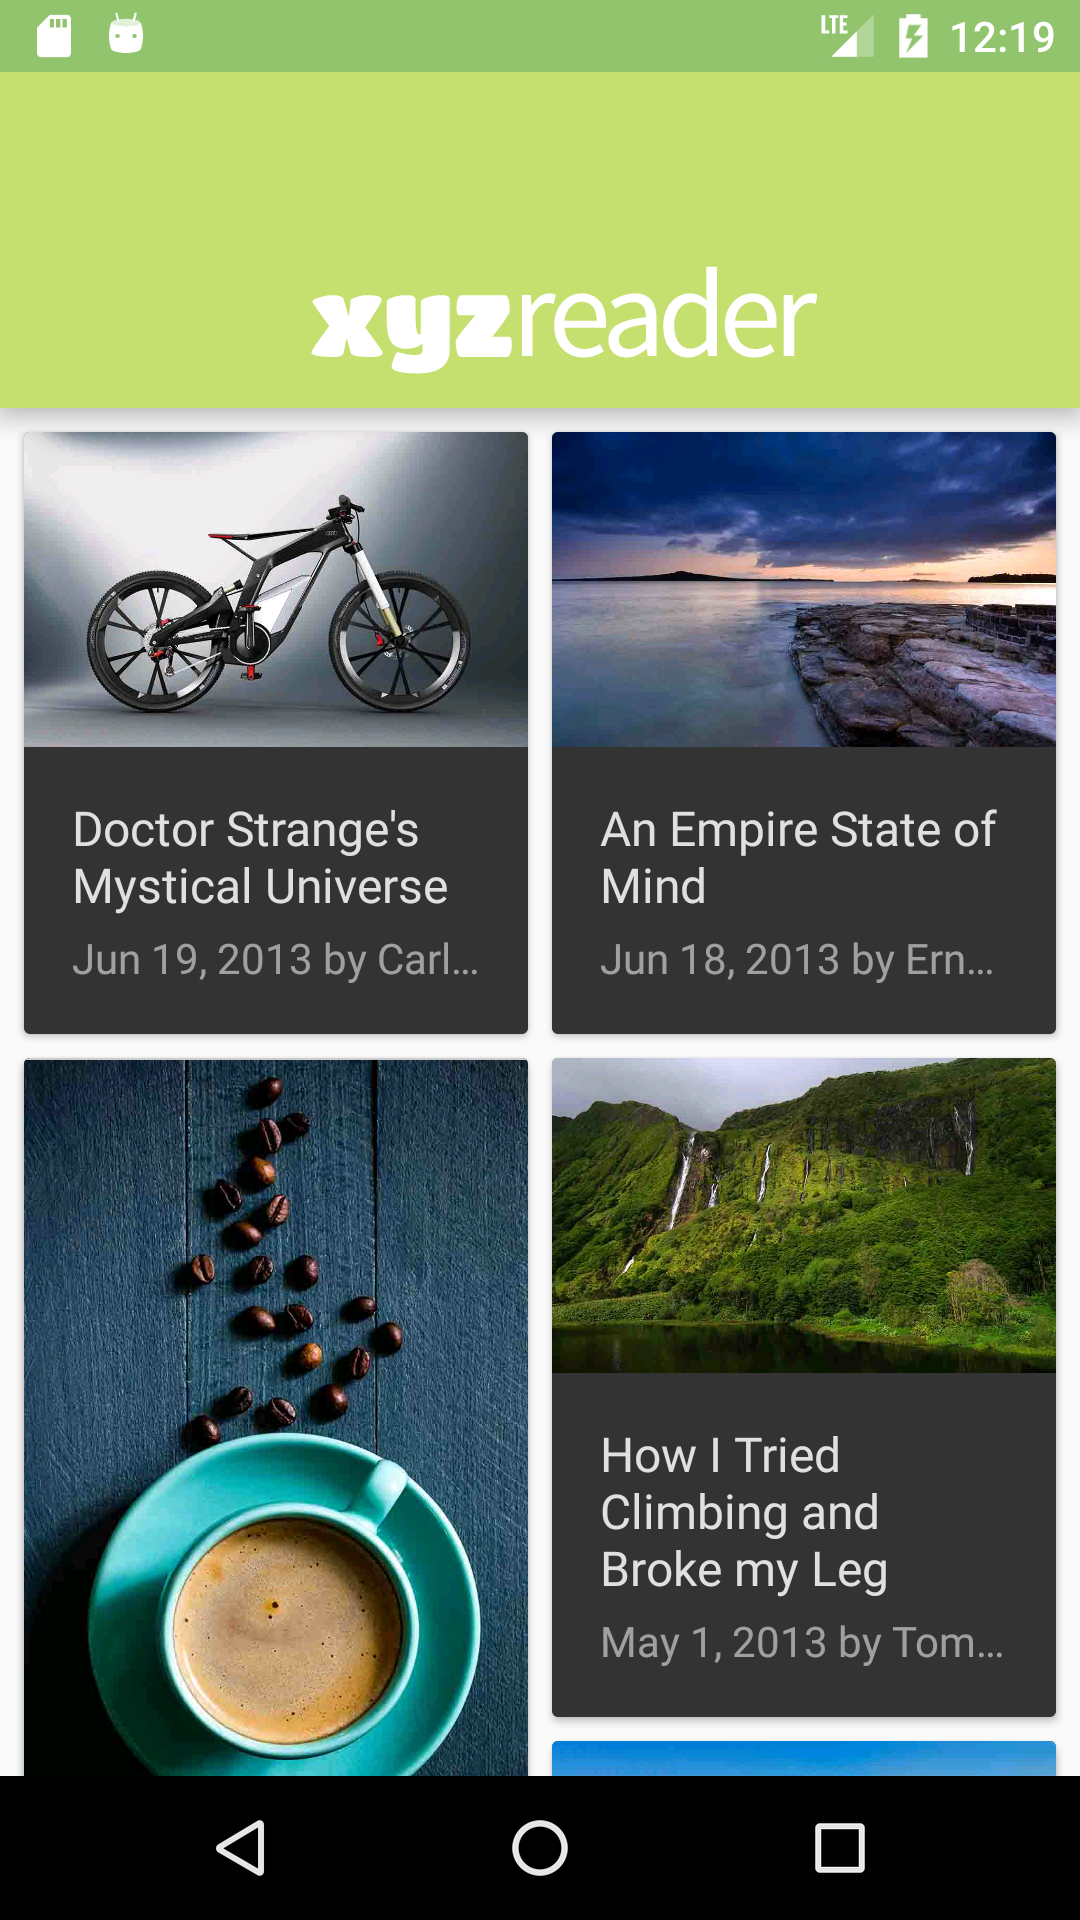 LTE 12:19
xyzreader
Doctor Strange's
Mystical Universe
Jun 19, 2013 by Carl...
An Empire State of
Mind
Jun 18, 2013 by Ern...
How I Tried
Climbing and
Broke my Leg
May 1, 2013 by Tom...